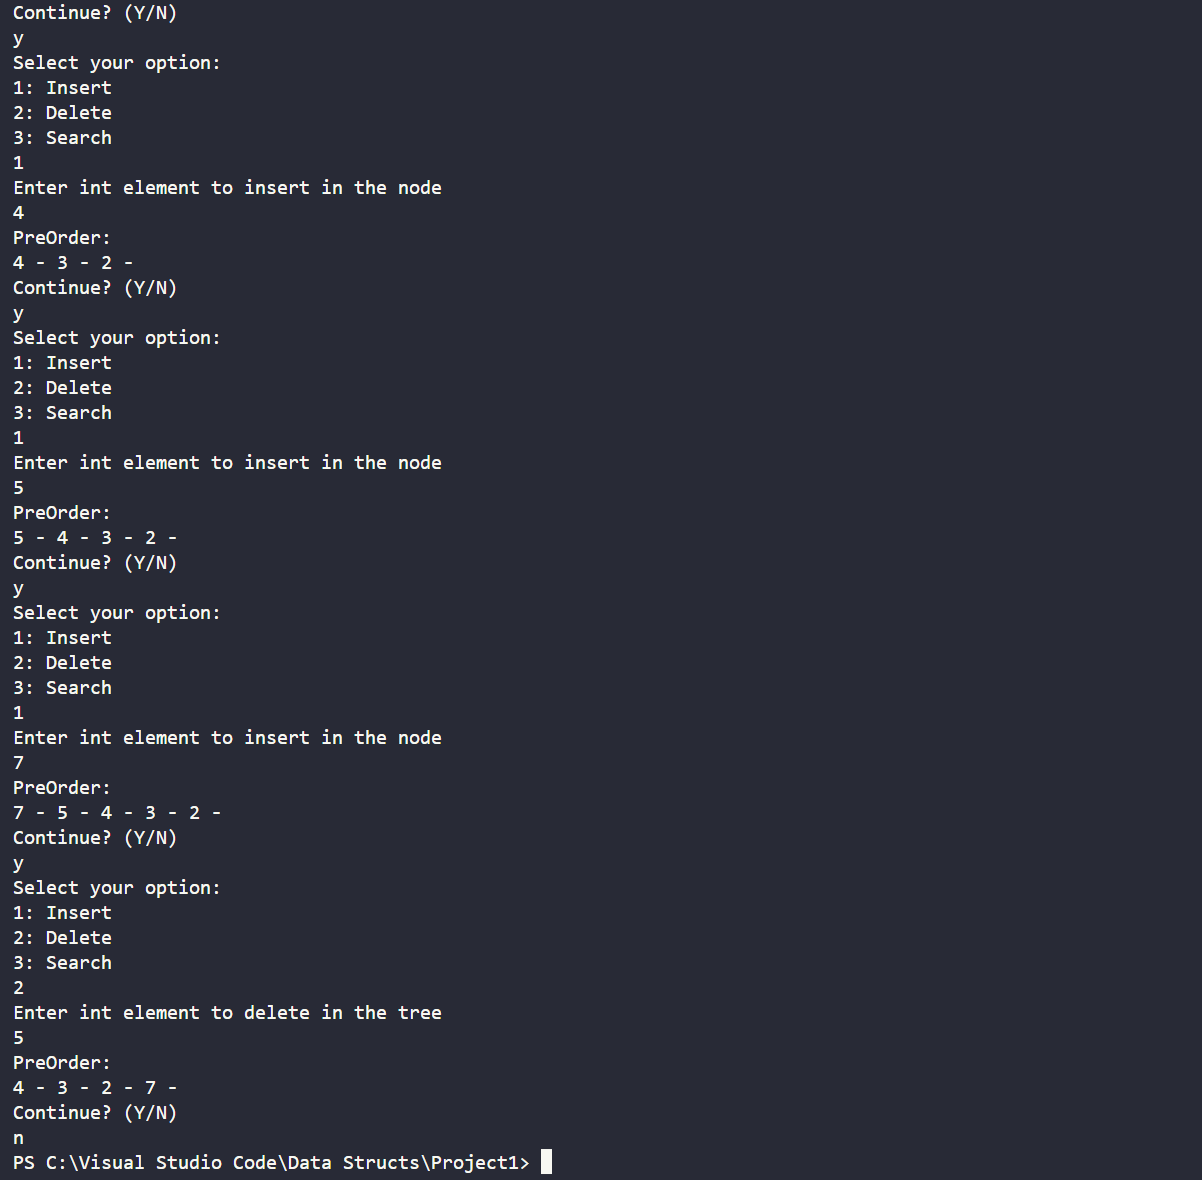 Continue? (Y/N)
y
Select your option:
1: Insert
2: Delete
3: Search
1
Enter int element to insert in the node
4
PreOrder:
4 - 3 - 2 -
Continue? (Y/N)
y
Select your option:
1: Insert
2: Delete
3: Search
1
Enter int element to insert in the node
5
PreOrder:
5 - 4 - 3 - 2 -
Continue? (Y/N)
y
Select your option:
1: Insert
2: Delete
3: Search
1
Enter int element to insert in the node
7
PreOrder:
7 - 5 - 4 - 3 - 2 -
Continue? (Y/N)
y
Select your option:
1: Insert
2: Delete
3: Search
2
Enter int element to delete in the tree
5
PreOrder:
4 - 3 - 2 - 7 -
Continue? (Y/N)
n
PS C:\Visual Studio Code\Data Structs\Project1>